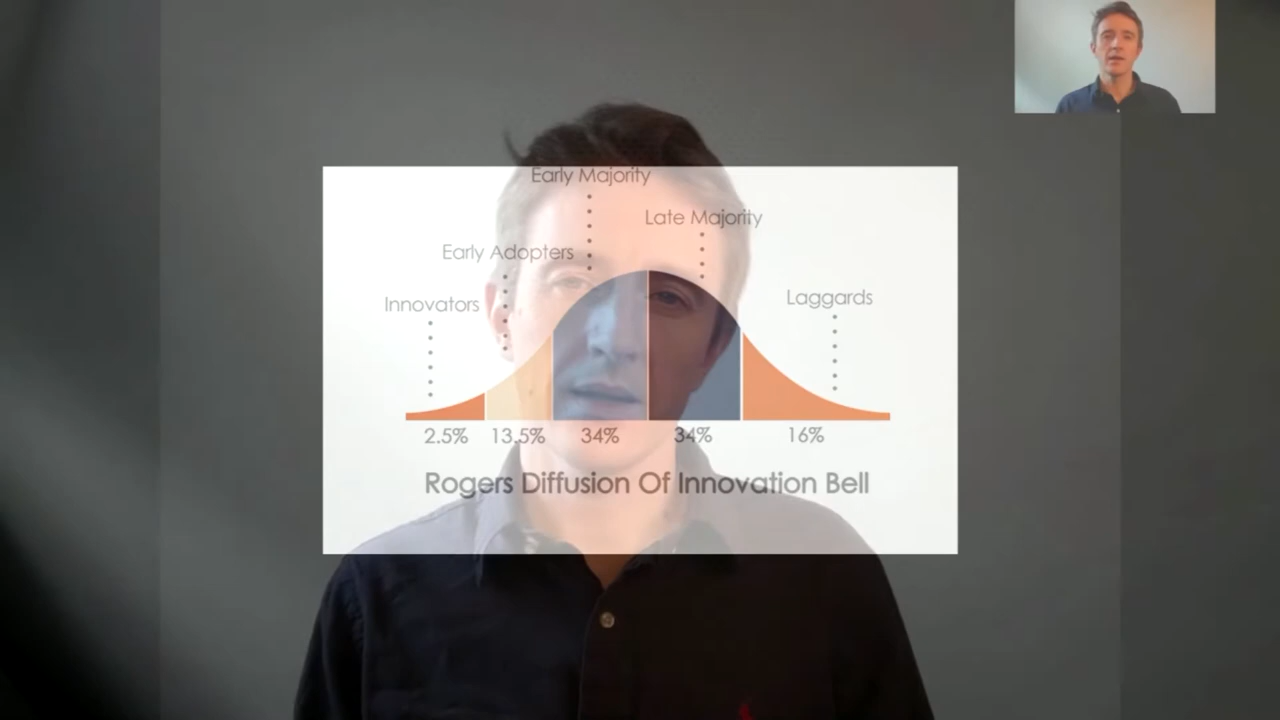 Early Majority
Late Majority
Early Adopters
Innovators
Laggards
2.5% 13.5% 34% 34% 16%
Rogers Diffusion Of Innovation Bell